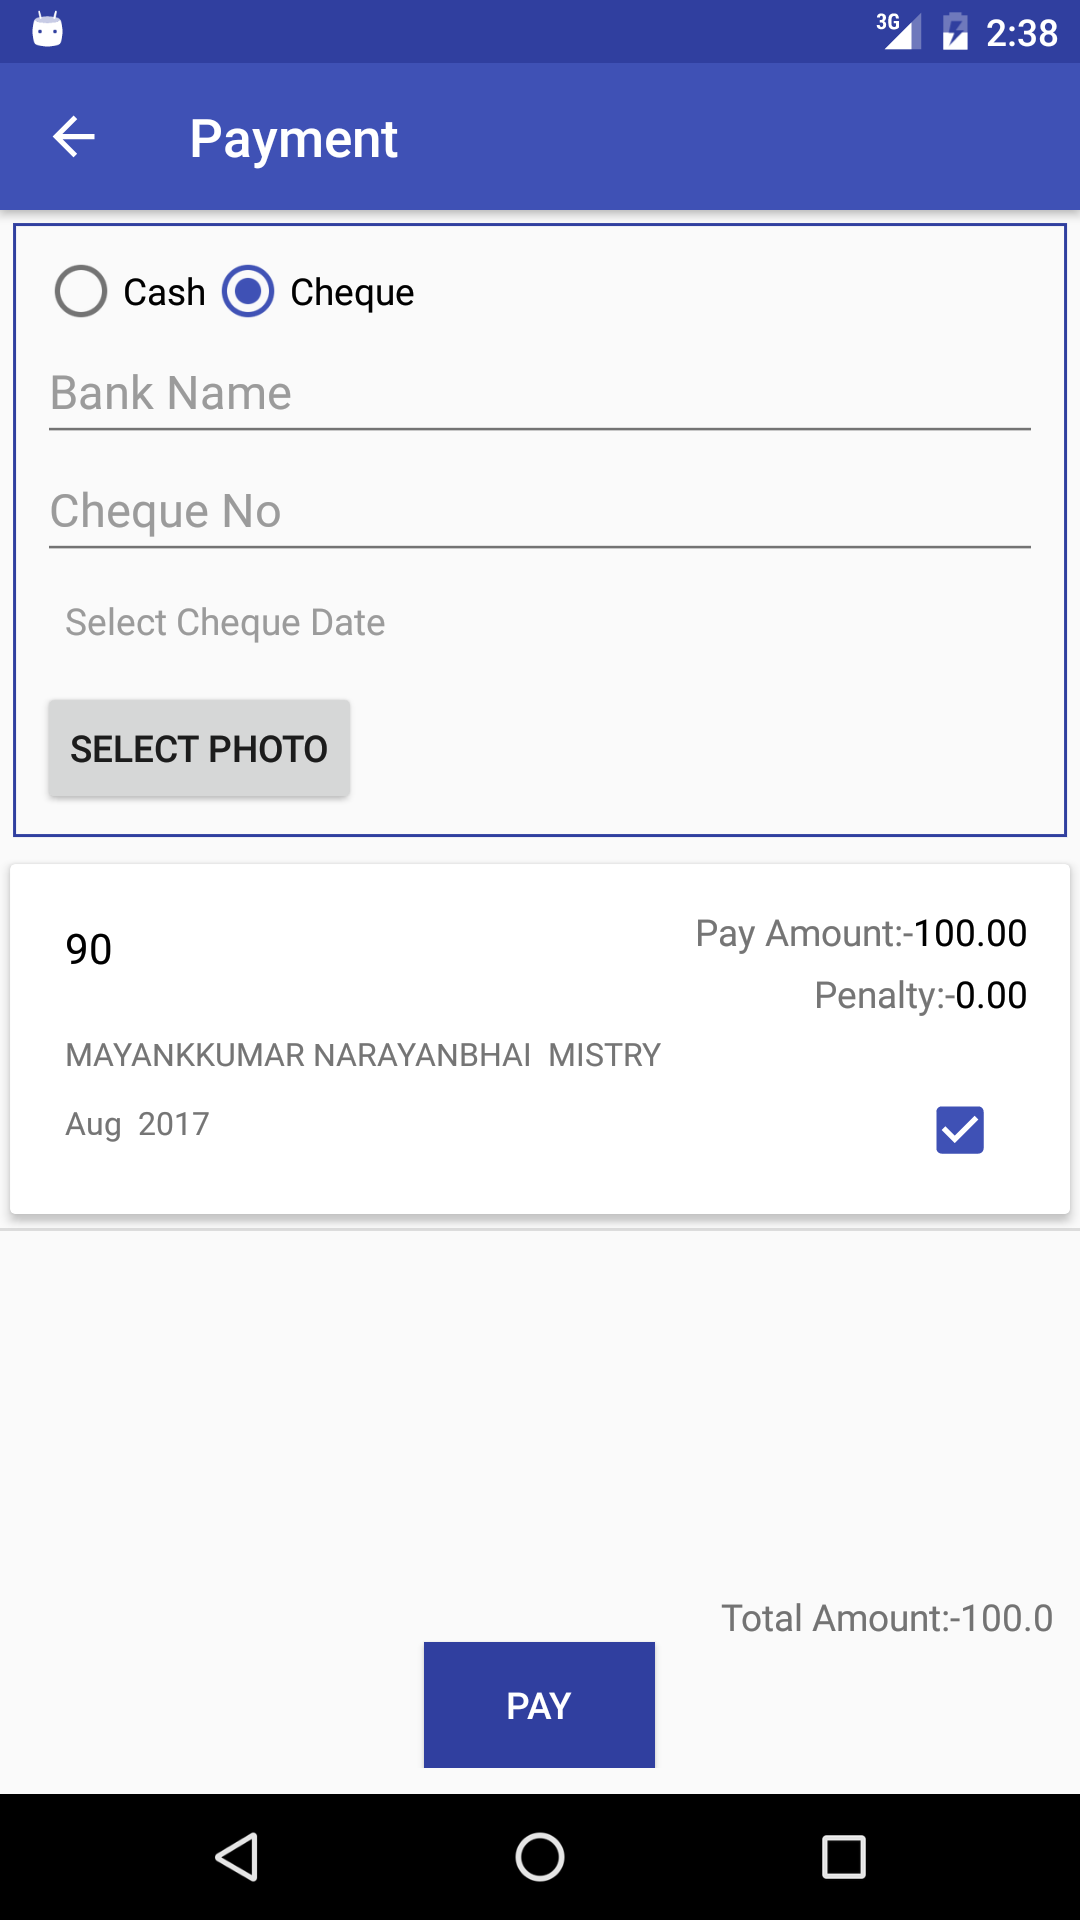 3G 2:38
Payment
Cash Cheque
Bank Name
Cheque No
Select Cheque Date
SELECT PHOTO
90
Pay Amount:-100.00
Penalty:-0.00
MAYANKKUMAR NARAYANBHAI  MISTRY
Aug  2017
Total Amount:-100.0
PAY